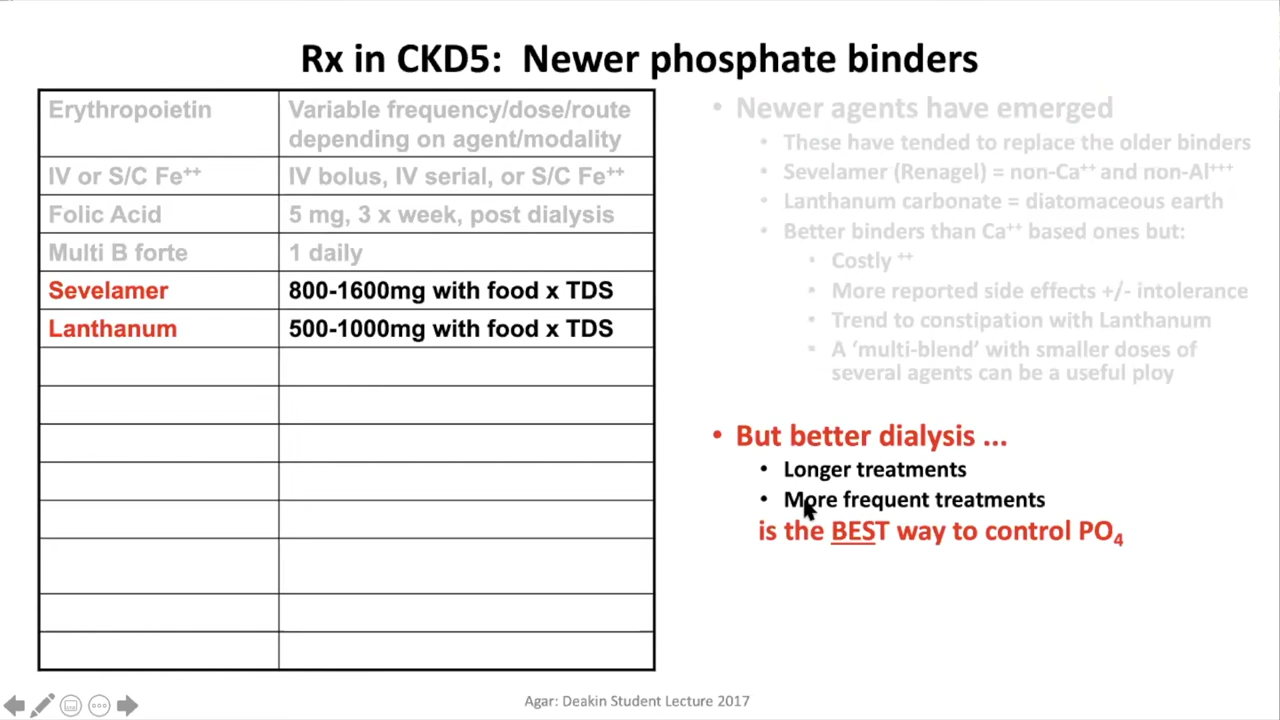 Rx in CKD5: Newer phosphate binders
Erythropoietin
Variable frequency/dose/route
depending on agent/modality
IV or S/C Fe⁺⁺
IV bolus, IV serial, or S/C Fe⁺⁺
Folic Acid
5 mg, 3 x week, post dialysis
Multi B forte
1 daily
Sevelamer
800-1600mg with food x TDS
Lanthanum
500-1000mg with food x TDS
• Newer agents have emerged
• These have tended to replace the older binders
• Sevelamer (Renagel) = non-Ca⁺⁺ and non-Al⁺⁺⁺
• Lanthanum carbonate = diatomaceous earth
• Better binders than Ca⁺⁺ based ones but:
• Costly ⁺⁺
• More reported side effects +/- intolerance
• Trend to constipation with Lanthanum
• A ‘multi-blend’ with smaller doses of
several agents can be a useful ploy
• But better dialysis ...
• Longer treatments
• More frequent treatments
is the BEST way to control PO₄
Agar: Deakin Student Lecture 2017